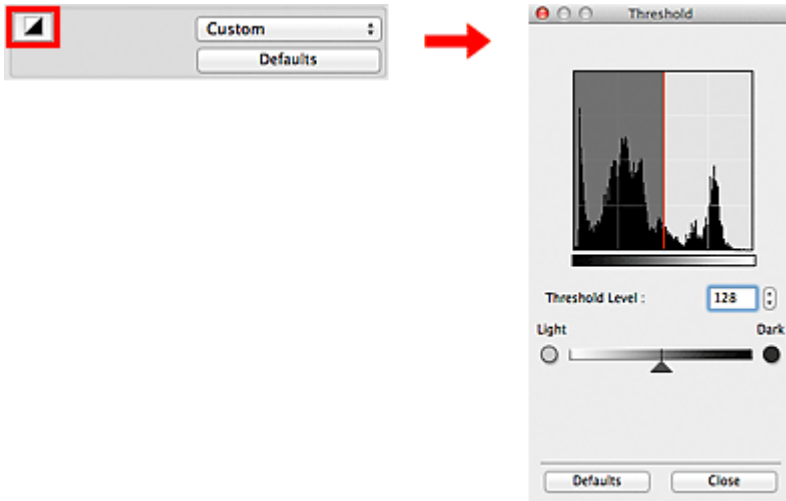 Custom
Defaults
Threshold
Threshold Level :
128
Light
Dark
Defaults
Close